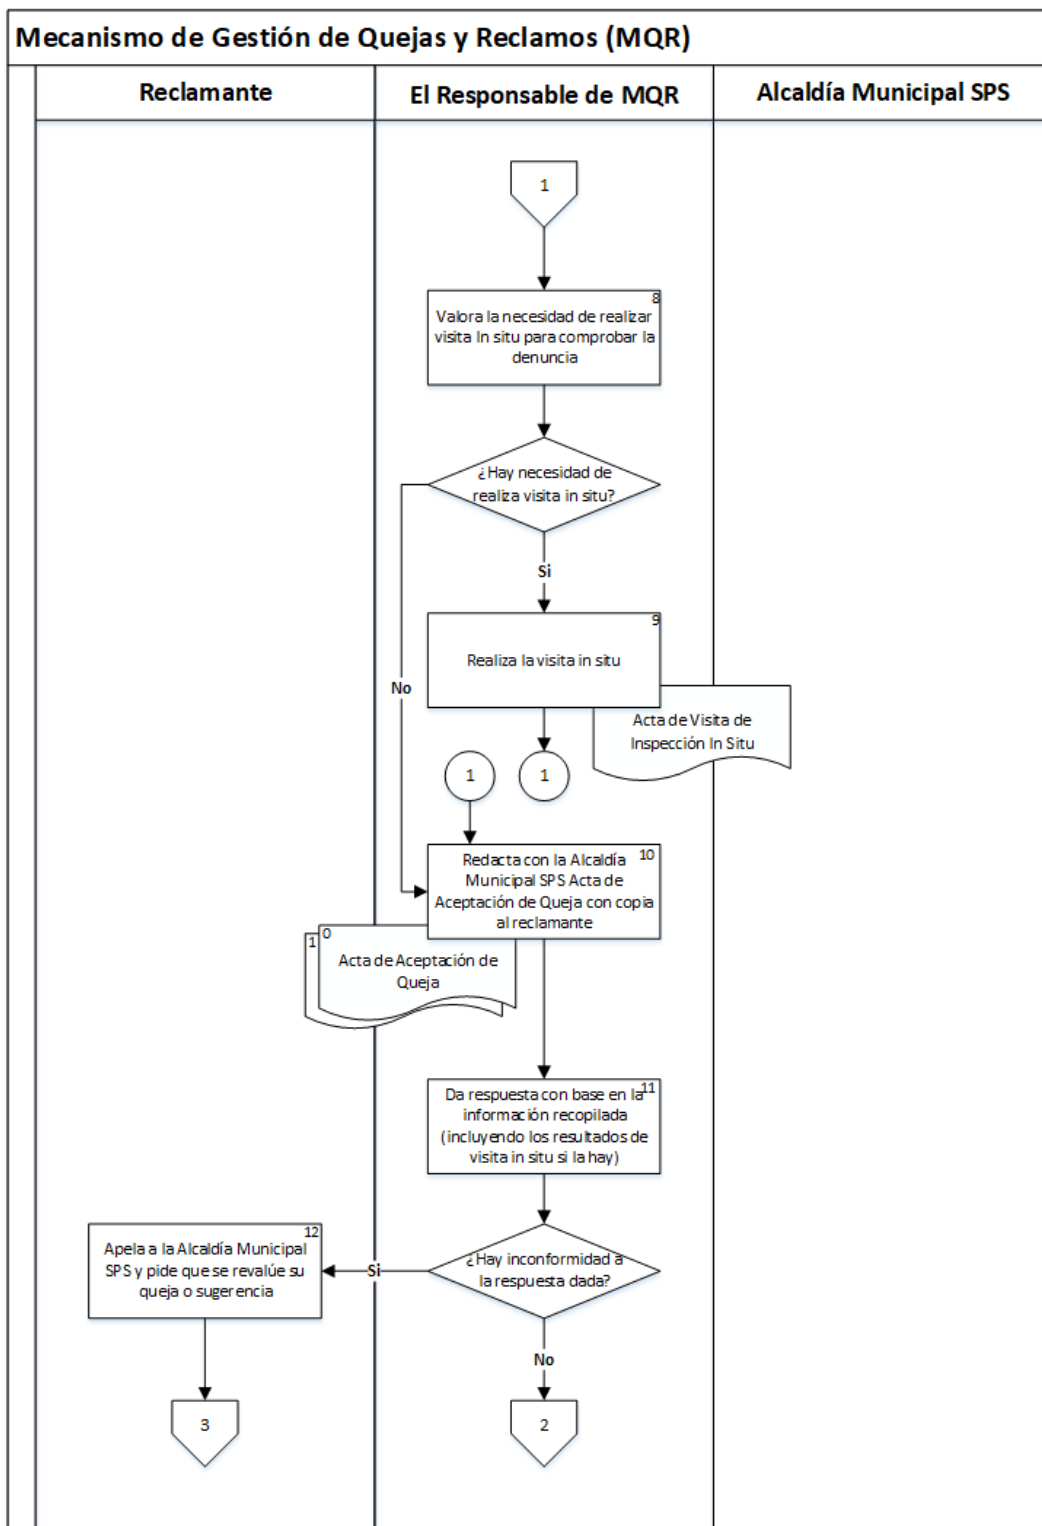 Mecanismo de Gestión de Quejas y Reclamos (MQR)
Reclamante
El Responsable de MQR
Alcaldía Municipal SPS
1
8
Valora la necesidad de realizar
visita In situ para comprobar la
denuncia
¿Hay necesidad de
realiza visita in situ?
Si
9
Realiza la visita in situ
No
Acta de Visita de
Inspección In Situ
1
1
10
Redacta con la Alcaldía
Municipal SPS Acta de
Aceptación de Queja con copia
al reclamante
1
0
Acta de Aceptación de
Queja
11
Da respuesta con base en la
información recopilada
(incluyendo los resultados de
visita in situ si la hay)
12
Apela a la Alcaldía Municipal
SPS y pide que se revalúe su
queja o sugerencia
Si
¿Hay inconformidad a
la respuesta dada?
No
3
2